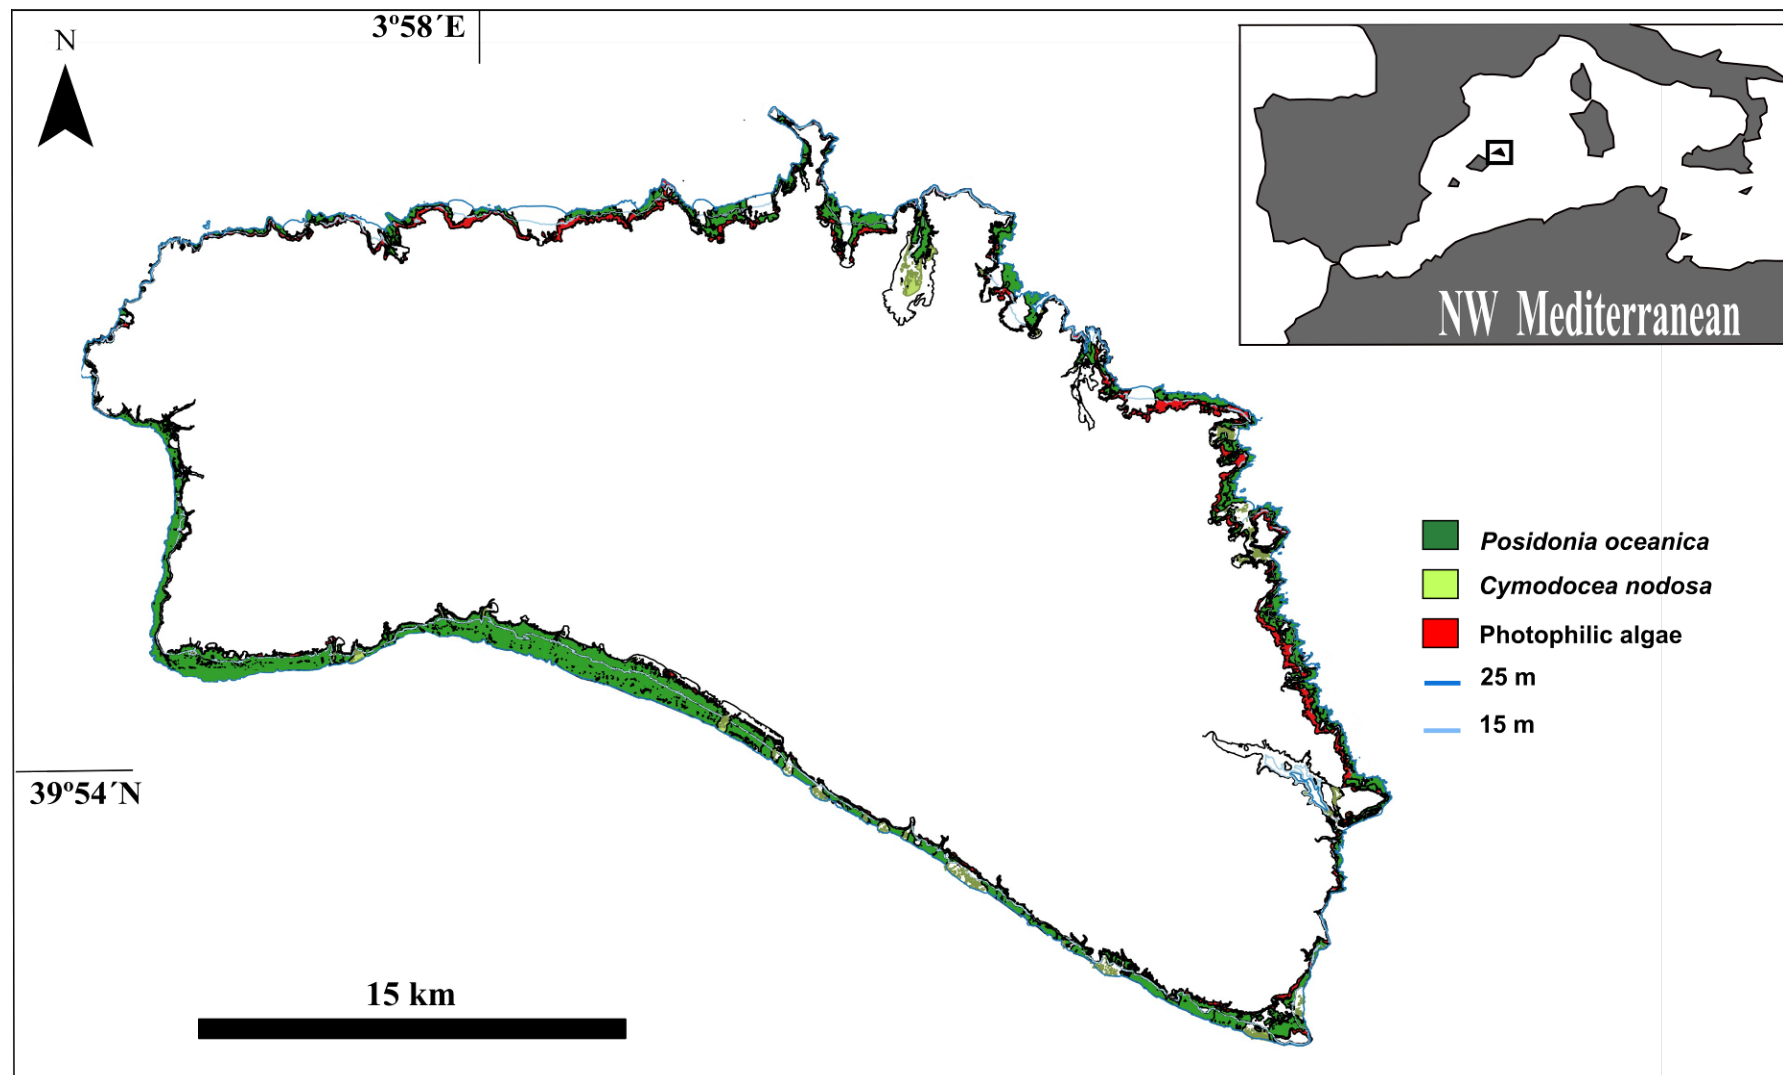 3º58´E
N
NW Mediterranean
Posidonia oceanica
Cymodocea nodosa
Photophilic algae
25 m
15 m
39º54´N
15 km